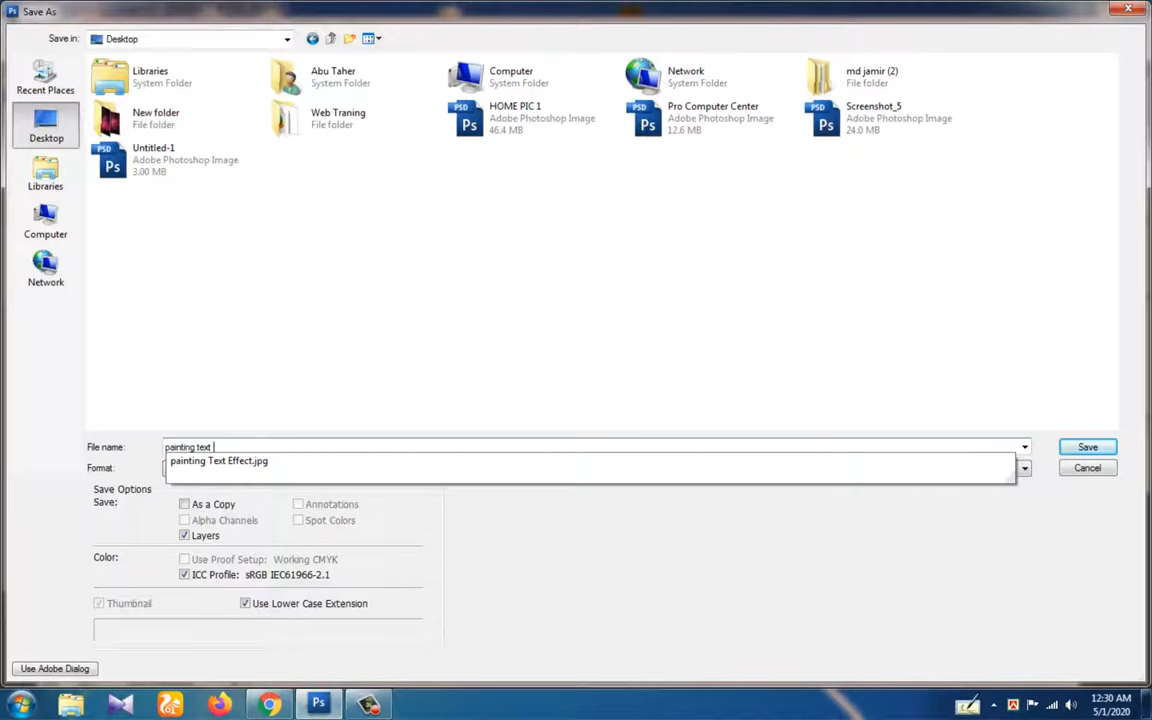 Save As
Save in: Desktop
Recent Places
Desktop
Libraries
Computer
Network
Libraries
System Folder
Abu Taher
System Folder
Computer
System Folder
Network
System Folder
md jamir (2)
File folder
New folder
File folder
Web Traning
File folder
HOME PIC 1
Adobe Photoshop Image
46.4 MB
Pro Computer Center
Adobe Photoshop Image
12.6 MB
Screenshot_5
Adobe Photoshop Image
24.0 MB
Untitled-1
Adobe Photoshop Image
3.00 MB
File name: painting text
Save
painting Text Effect.jpg
Format:
Cancel
Save Options
Save: As a Copy Annotations
Alpha Channels Spot Colors
Layers
Color: Use Proof Setup: Working CMYK
ICC Profile: sRGB IEC61966-2.1
Thumbnail Use Lower Case Extension
Use Adobe Dialog
12:30 AM
5/1/2020